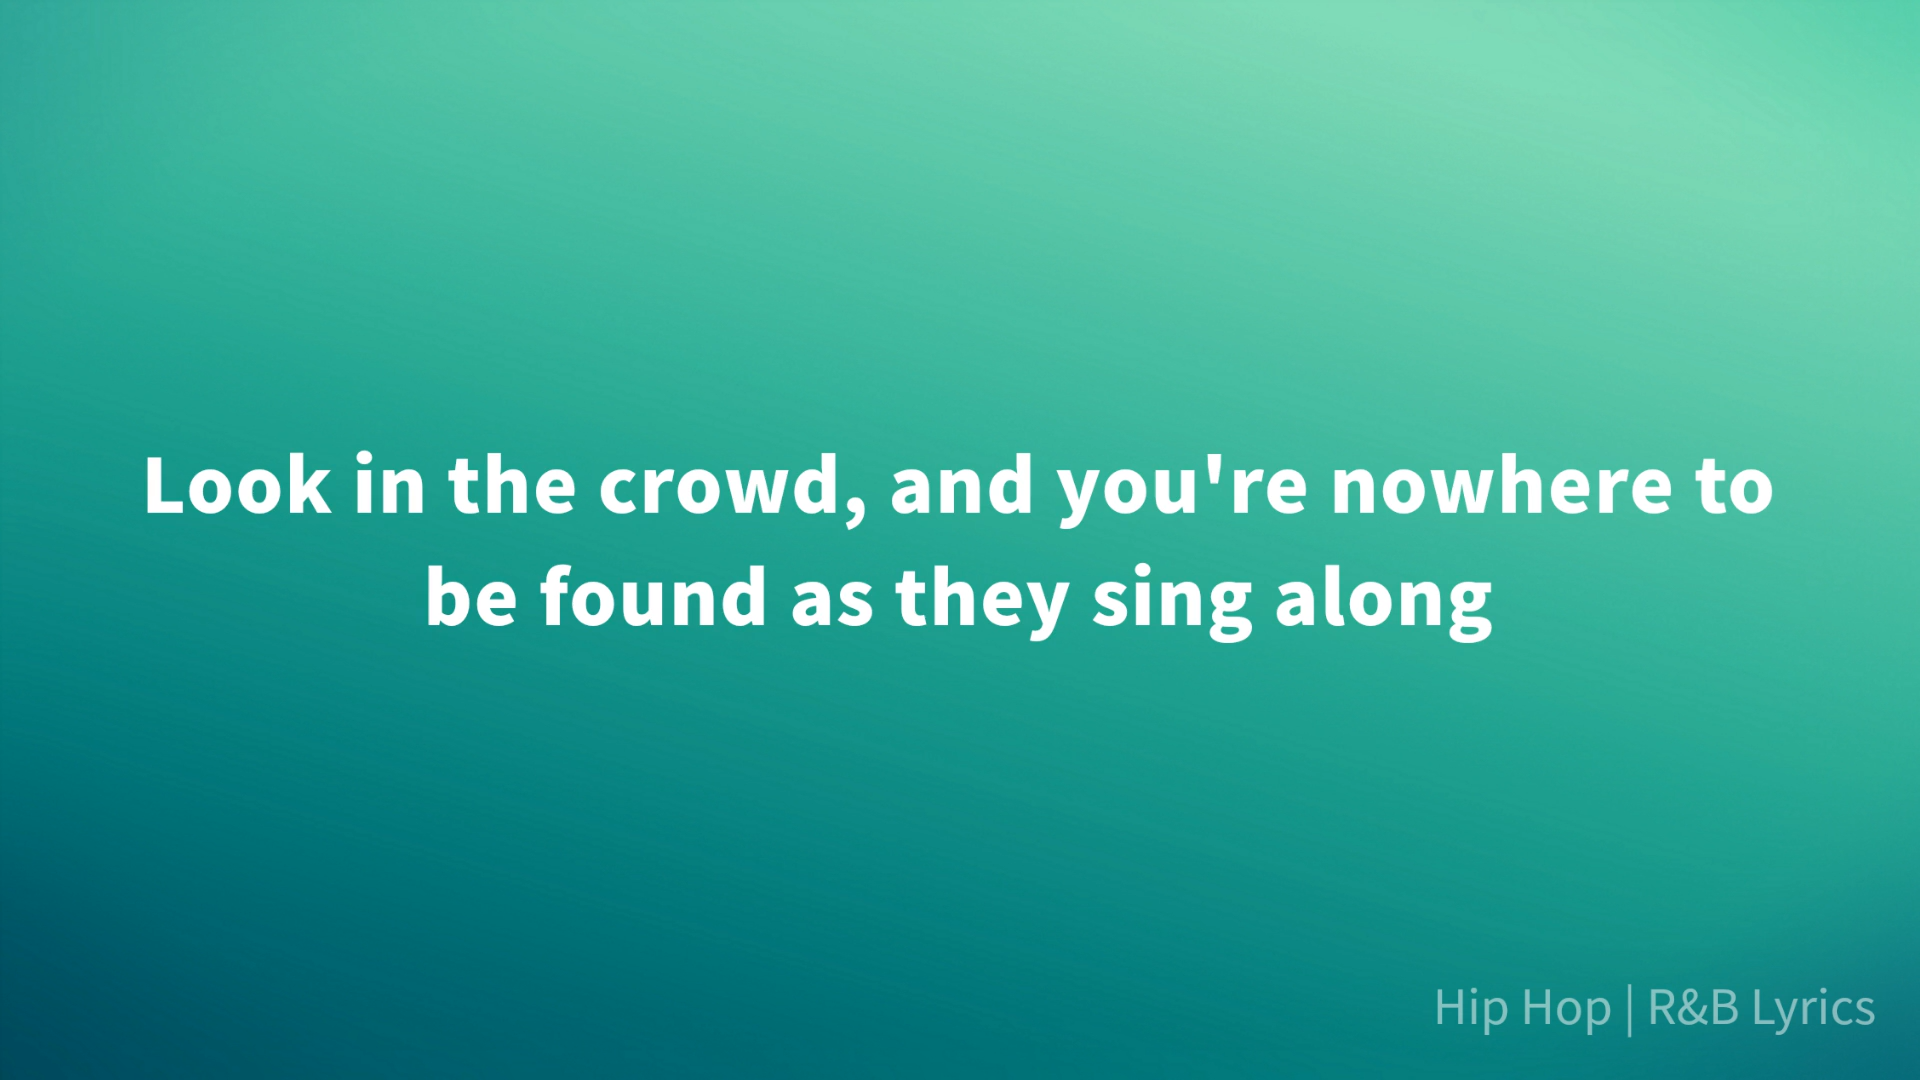 Look in the crowd, and you're nowhere to
be found as they sing along
Hip Hop | R&B Lyrics